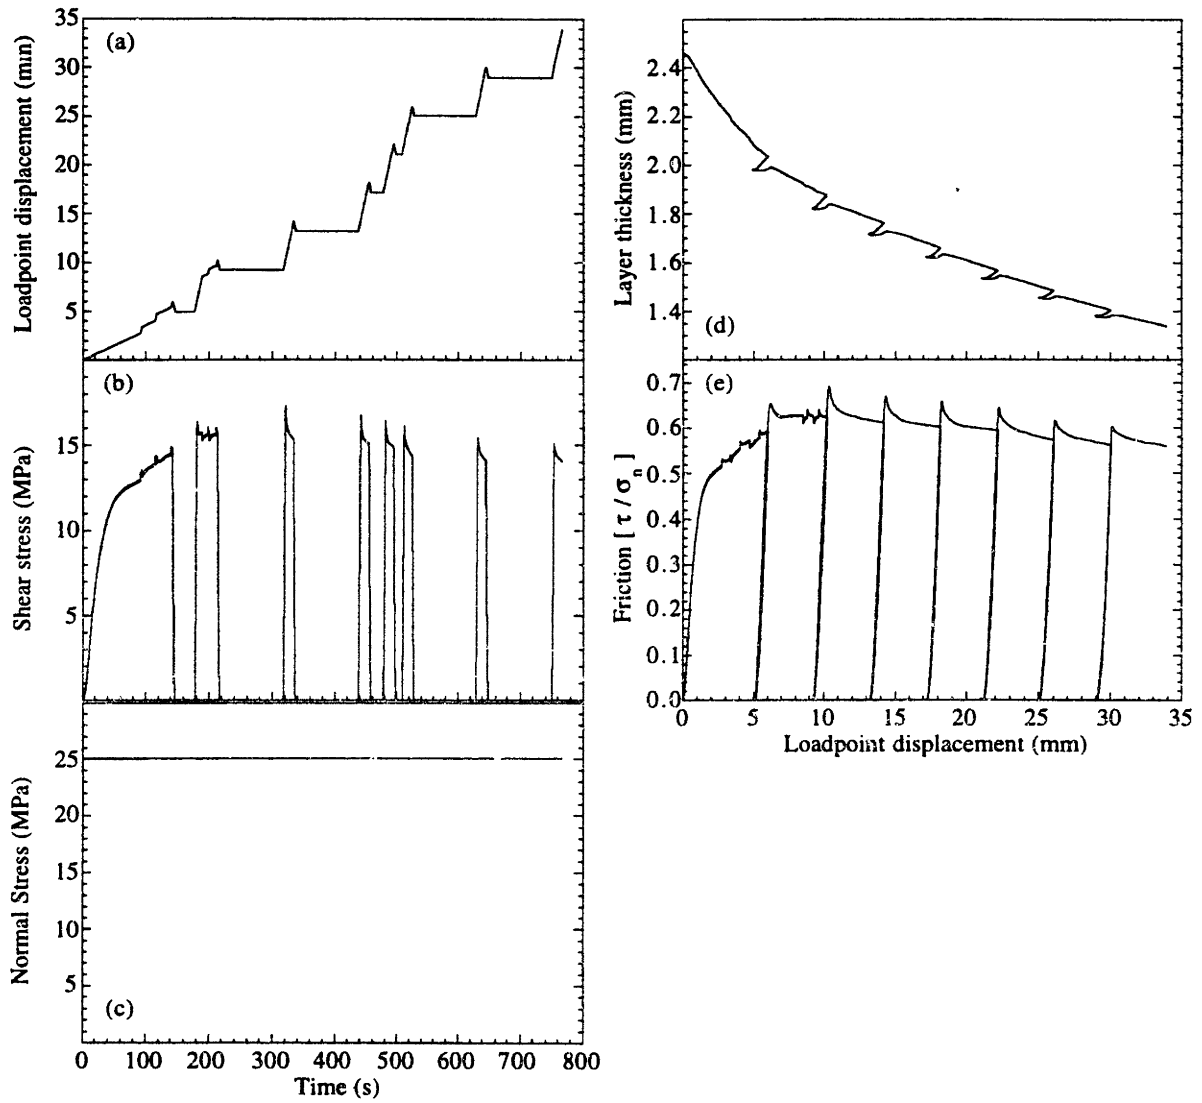 (a)
Loadpoint displacement (mm)
35
30
25
20
15
10
5
(b)
Shear stress (MPa)
15
10
5
(c)
Normal Stress (MPa)
25
20
15
10
5
0 100 200 300 400 500 600 700 800
Time (s)
(d)
Layer thickness (mm)
2.4
2.2
2.0
1.8
1.6
1.4
(e)
Friction [ τ / σn ]
0.7
0.6
0.5
0.4
0.3
0.2
0.1
0.0
0 5 10 15 20 25 30 35
Loadpoint displacement (mm)